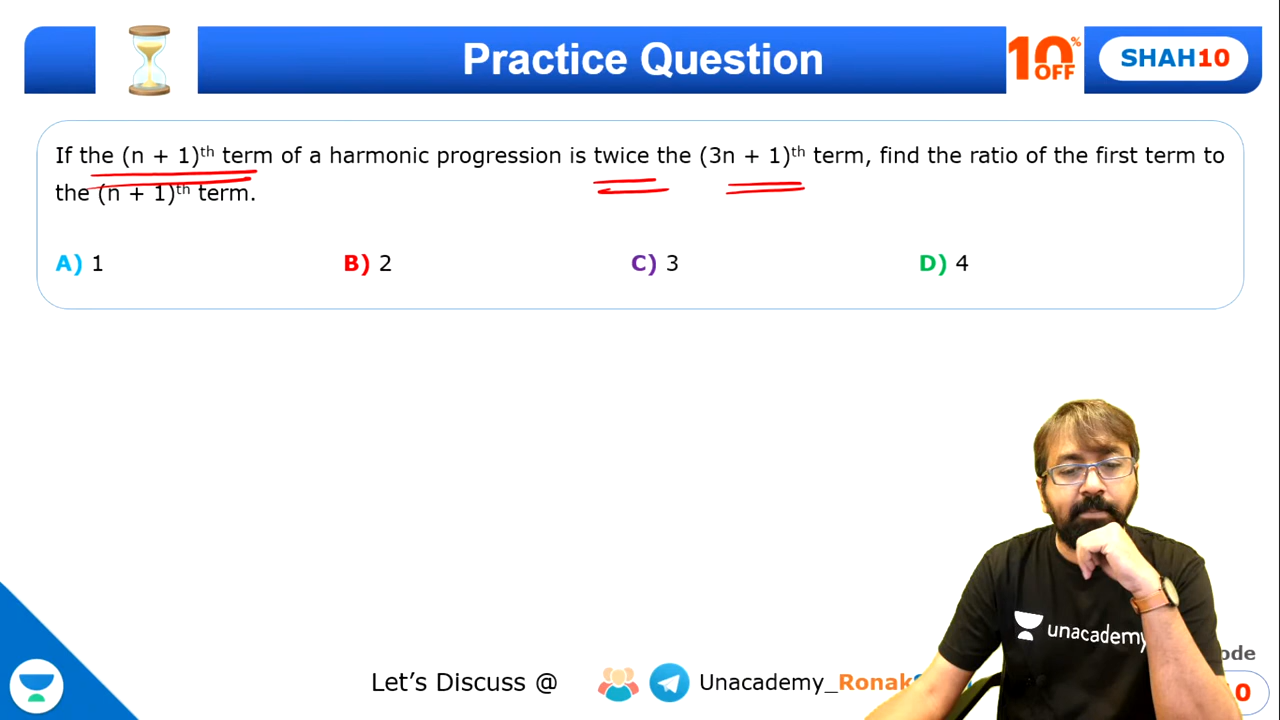 Practice Question
10% OFF
SHAH10
If the (n + 1)th term of a harmonic progression is twice the (3n + 1)th term, find the ratio of the first term to
the (n + 1)th term.
A) 1
B) 2
C) 3
D) 4
unacademy
Let's Discuss @
Unacademy_Ronak
ode
0